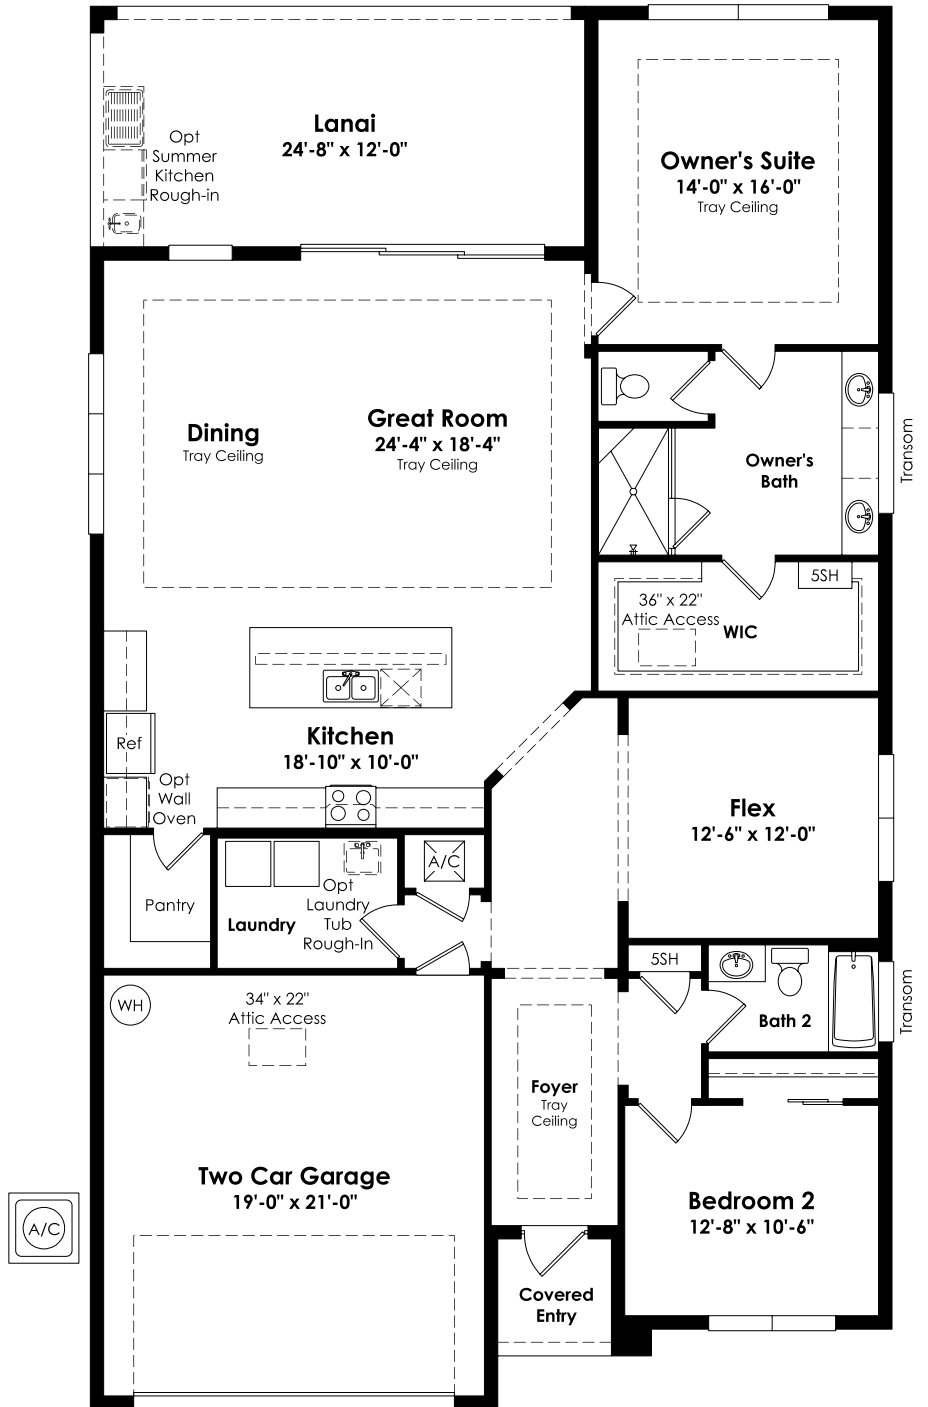 Lanai
24'-8" x 12'-0"
Opt
Summer
Kitchen
Rough-in
Owner's Suite
14'-0" x 16'-0"
Tray Ceiling
Dining
Tray Ceiling
Great Room
24'-4" x 18'-4"
Tray Ceiling
Owner's
Bath
Transom
5SH
36" x 22"
Attic Access
WIC
Kitchen
18'-10" x 10'-0"
Ref
Opt
Wall
Oven
Flex
12'-6" x 12'-0"
A/C
Pantry
Laundry
Opt
Laundry
Tub
Rough-In
5SH
Bath 2
Transom
WH
34" x 22"
Attic Access
Foyer
Tray
Ceiling
Two Car Garage
19'-0" x 21'-0"
Bedroom 2
12'-8" x 10'-6"
A/C
Covered
Entry